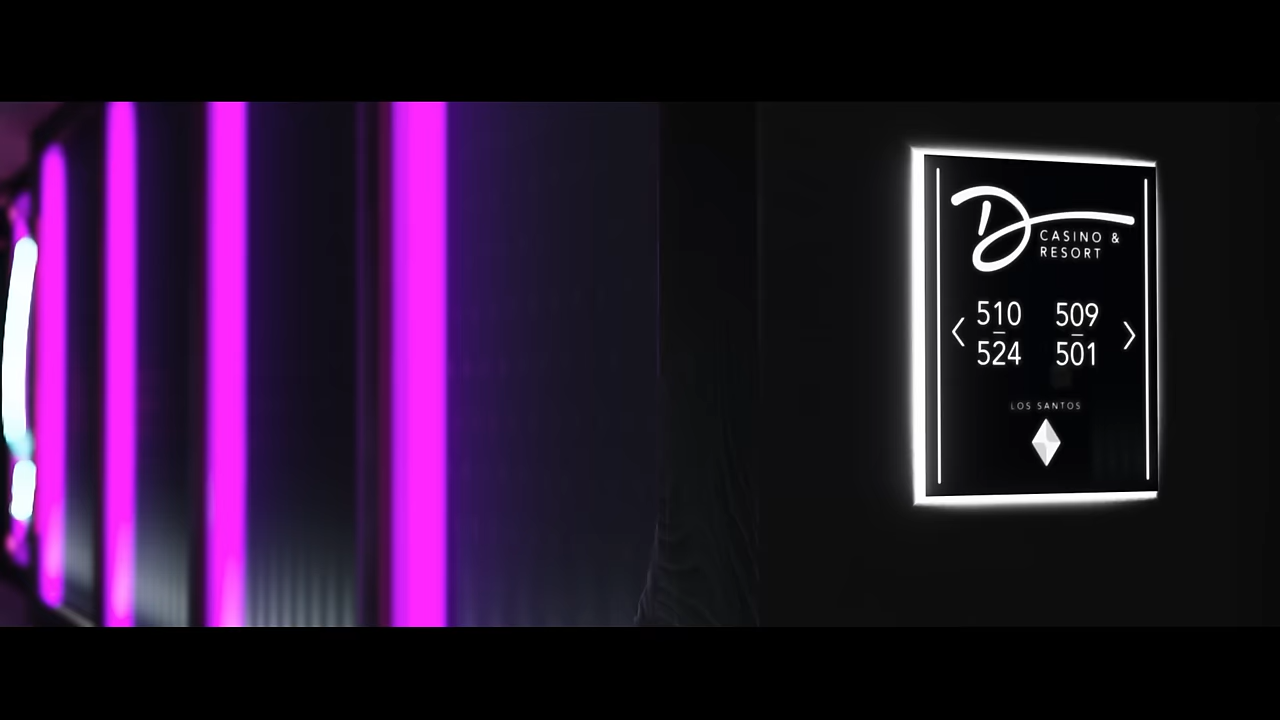 D
CASINO &
RESORT
< 510 509 >
— —
524 501
LOS SANTOS